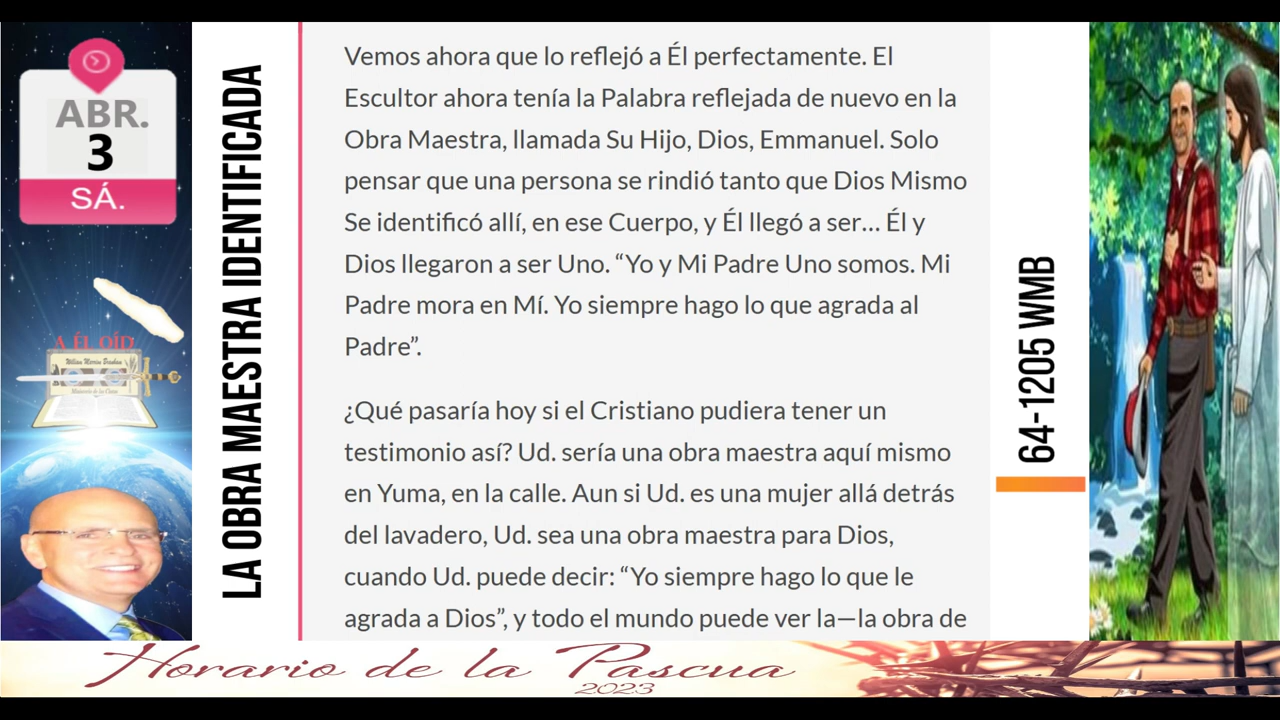 ABR.
3
SÁ.
A ÉL OÍD
William Marrion Branham
LA OBRA MAESTRA IDENTIFICADA
Vemos ahora que lo reflejó a Él perfectamente. El
Escultor ahora tenía la Palabra reflejada de nuevo en la
Obra Maestra, llamada Su Hijo, Dios, Emmanuel. Solo
pensar que una persona se rindió tanto que Dios Mismo
Se identificó allí, en ese Cuerpo, y Él llegó a ser… Él y
Dios llegaron a ser Uno. “Yo y Mi Padre Uno somos. Mi
Padre mora en Mí. Yo siempre hago lo que agrada al
Padre”.
¿Qué pasaría hoy si el Cristiano pudiera tener un
testimonio así? Ud. sería una obra maestra aquí mismo
en Yuma, en la calle. Aun si Ud. es una mujer allá detrás
del lavadero, Ud. sea una obra maestra para Dios,
cuando Ud. puede decir: “Yo siempre hago lo que le
agrada a Dios”, y todo el mundo puede ver la—la obra de
64-1205 WMB
Horario de la Pascua
2023